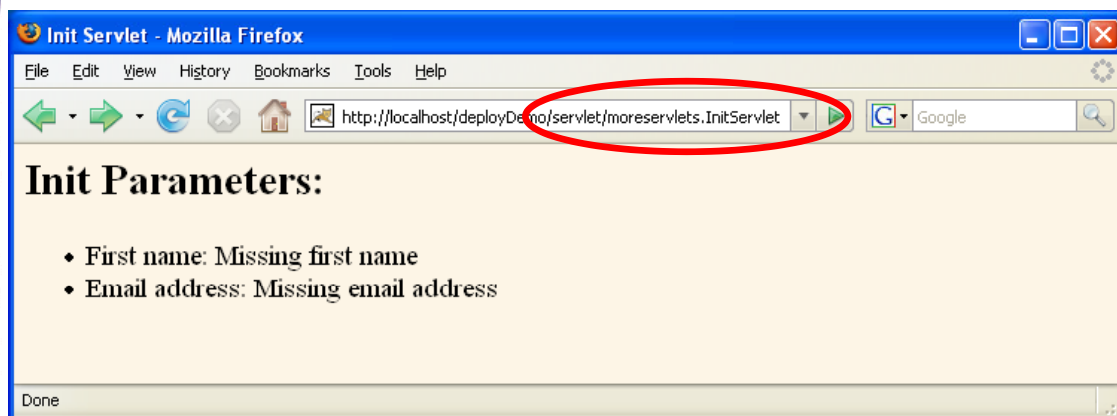 Init Servlet - Mozilla Firefox
File Edit View History Bookmarks Tools Help
http://localhost/deployDemo/servlet/moreservlets.InitServlet
G Google
Init Parameters:
• First name: Missing first name
• Email address: Missing email address
Done